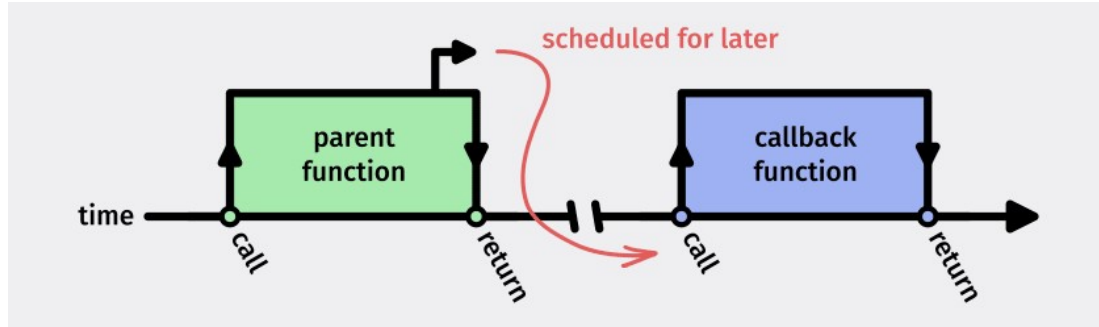 scheduled for later
parent
function
callback
function
time
call
return
call
return